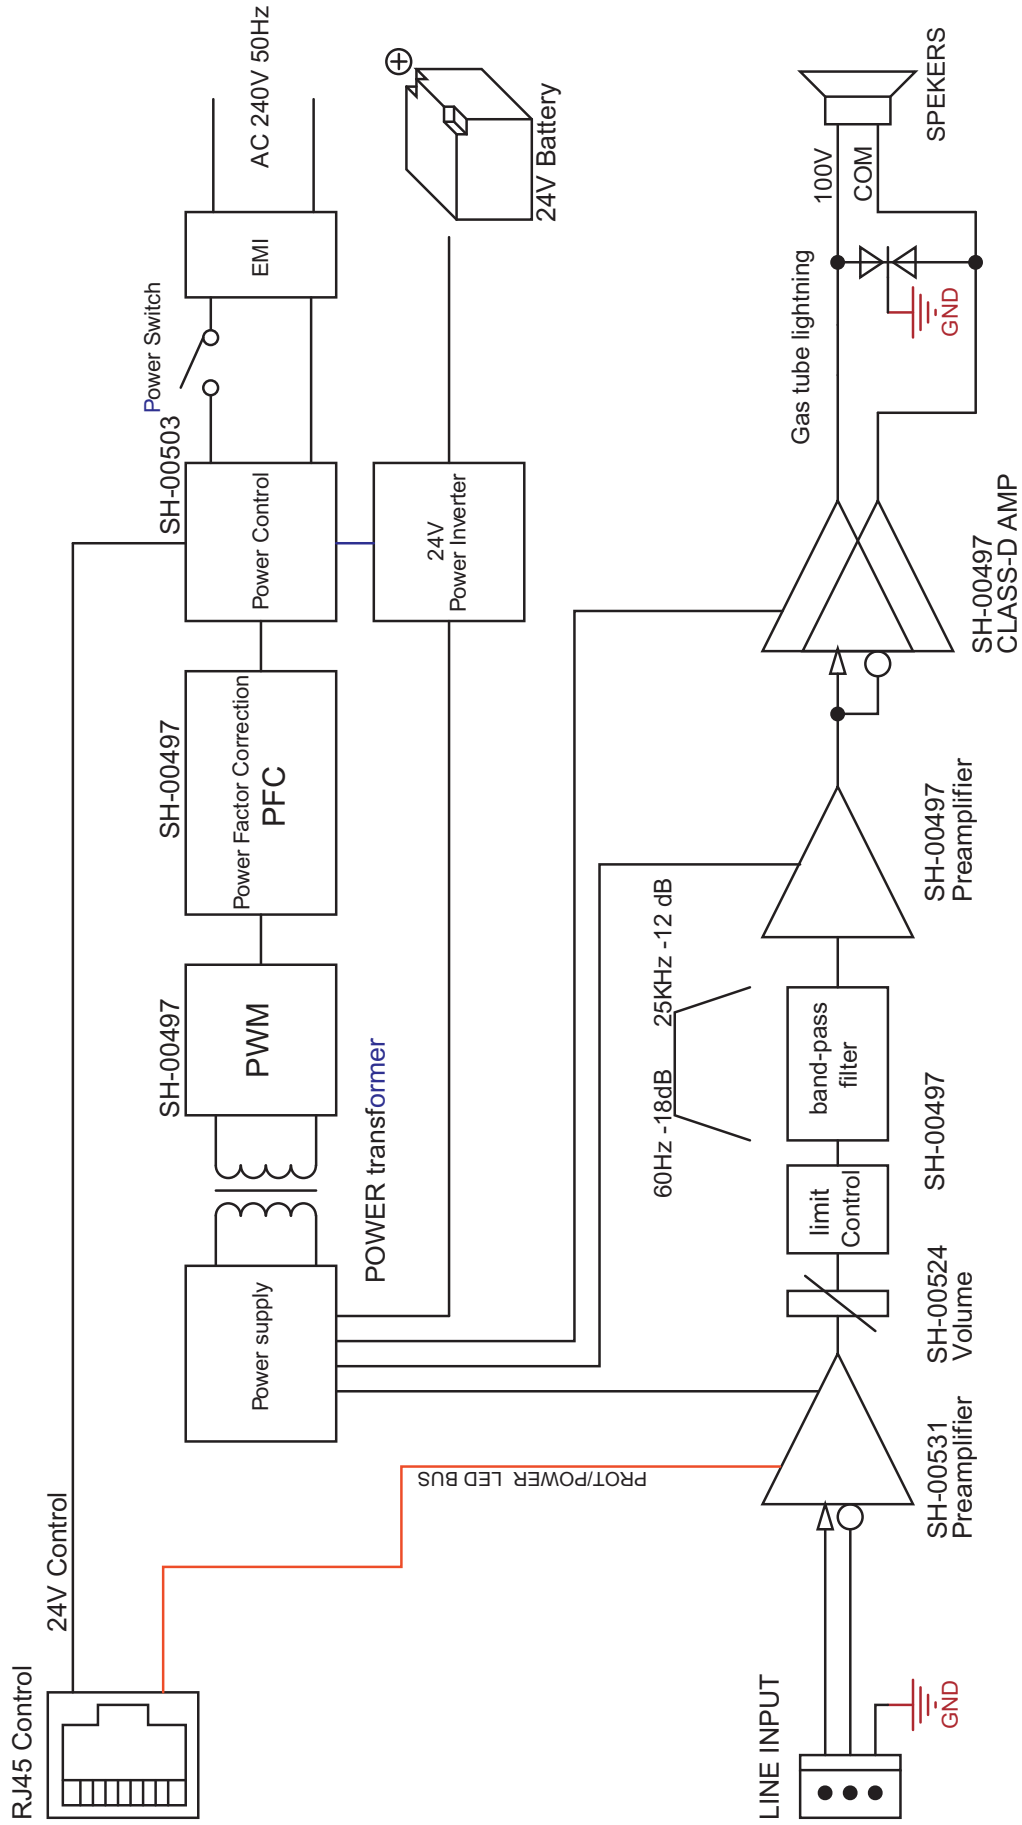 RJ45 Control
24V Control
SH-00503
Power Switch
AC 240V 50Hz
EMI
Power Control
SH-00497
Power Factor Correction
PFC
SH-00497
PWM
POWER transformer
Power supply
24V
Power Inverter
24V Battery
PROT/POWER LED BUS
LINE INPUT
GND
SH-00531
Preamplifier
SH-00524
Volume
limit
Control
SH-00497
band-pass
filter
60Hz -18dB
25KHz -12 dB
SH-00497
Preamplifier
SH-00497
CLASS-D AMP
Gas tube lightning
GND
100V
COM
SPEKERS